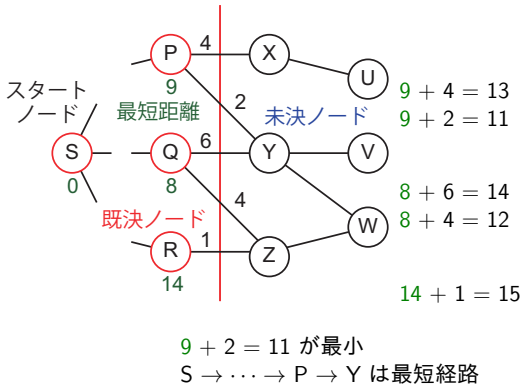 P 4 X
U
9
スタート
ノード
最短距離
2
未決ノード
9 + 4 = 13
9 + 2 = 11
S
Q 6 Y
V
0
8
8 + 6 = 14
8 + 4 = 12
既決ノード
4
W
R 1 Z
14
14 + 1 = 15
9 + 2 = 11 が最小
S → ⋯ → P → Y は最短経路